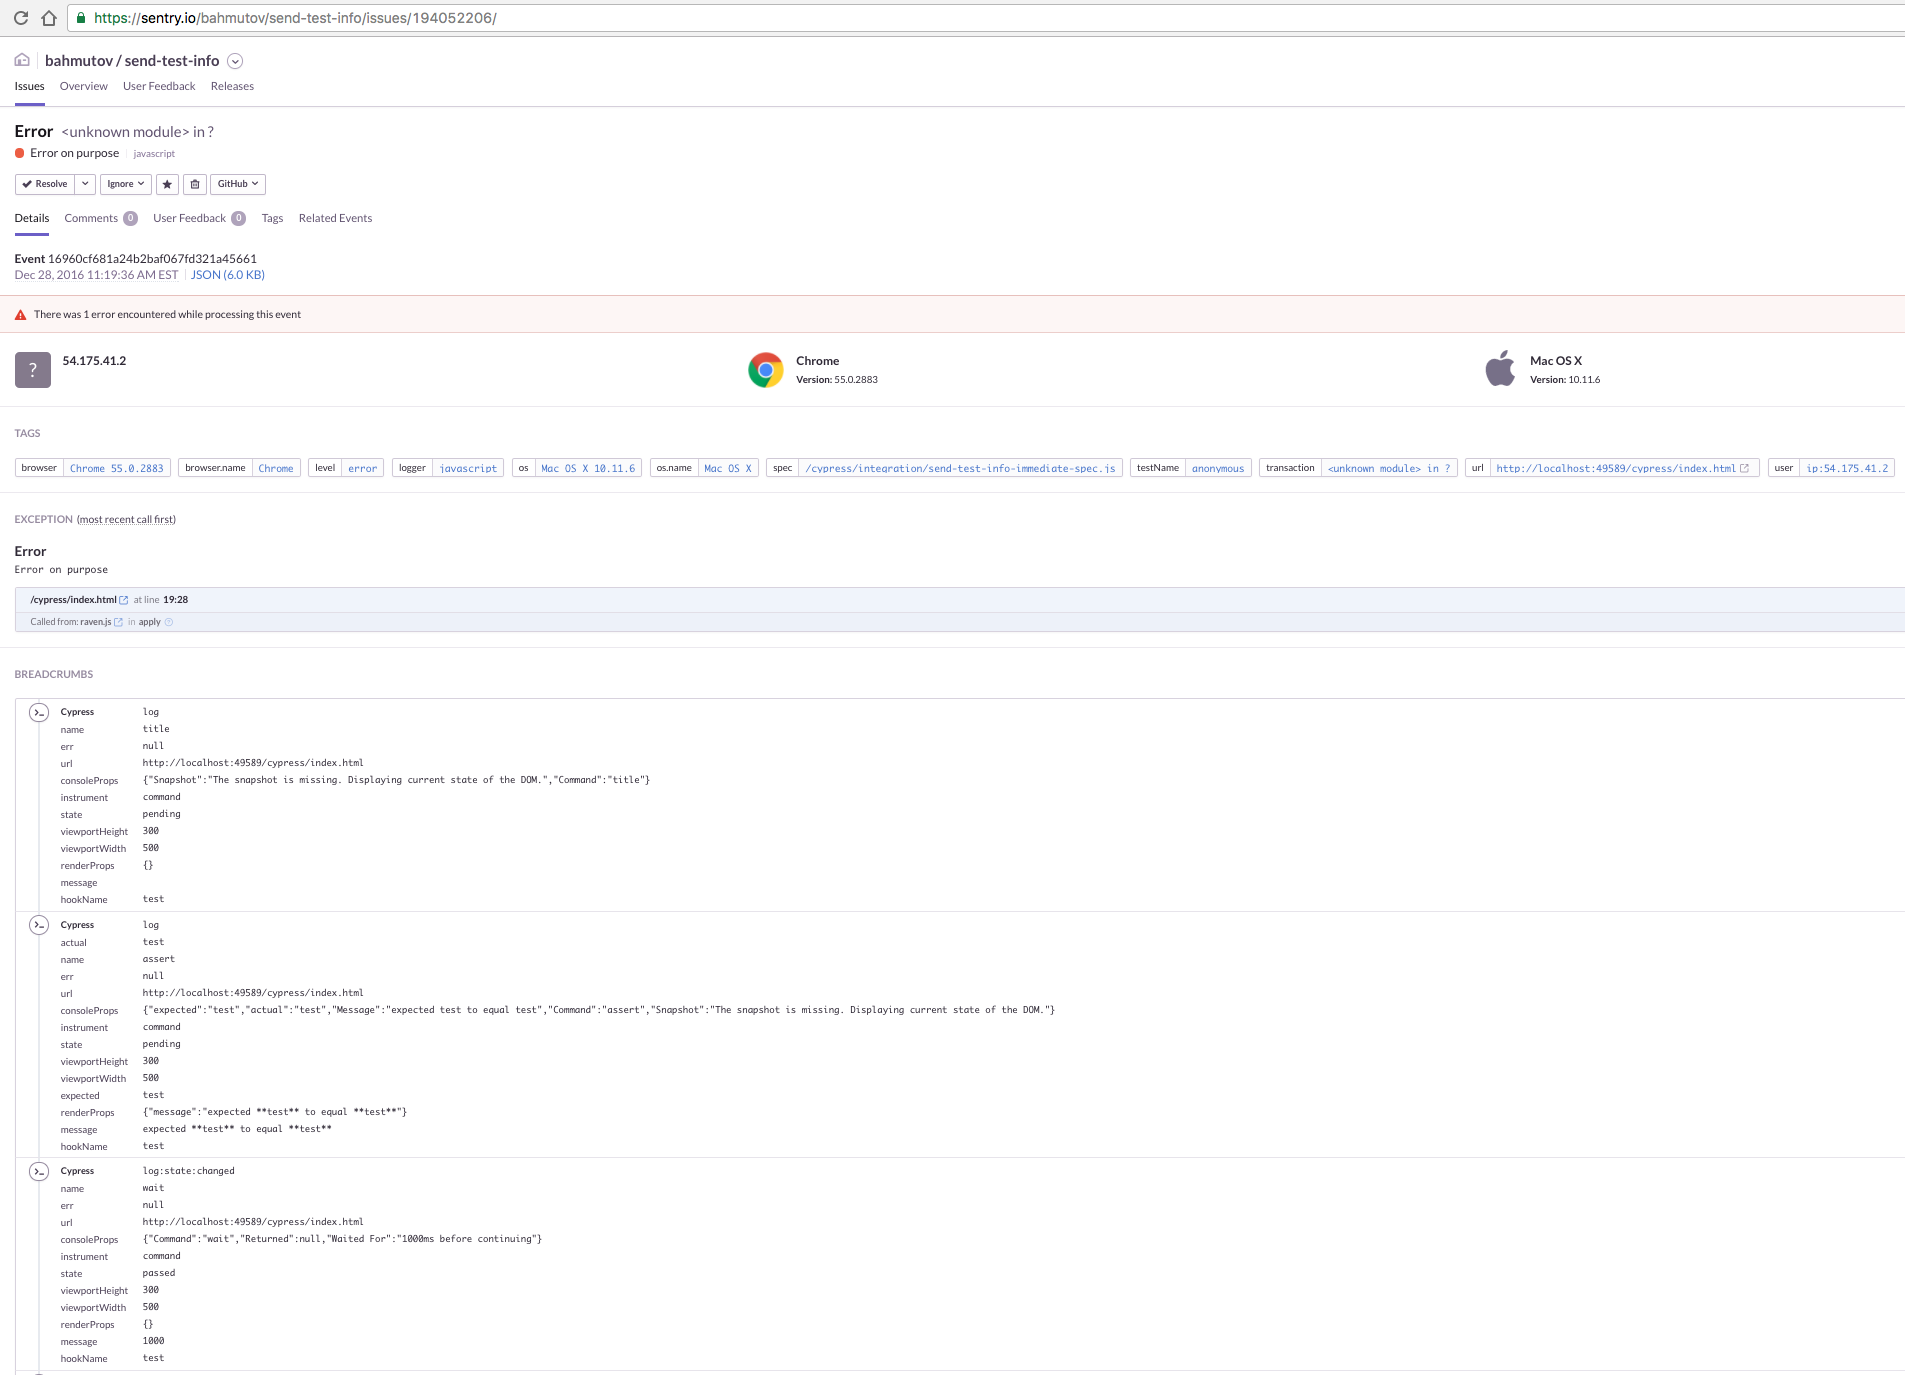 https://sentry.io/bahmutov/send-test-info/issues/194052206/
bahmutov / send-test-info
Issues Overview User Feedback Releases
Error <unknown module> in ?
Error on purpose javascript
Resolve Ignore GitHub
Details Comments 0 User Feedback 0 Tags Related Events
Event 16960cf681a24b2baf067fd321a45661
Dec 28, 2016 11:19:36 AM EST JSON (6.0 KB)
There was 1 error encountered while processing this event
? 54.175.41.2 Chrome Mac OS X
Version: 55.0.2883 Version: 10.11.6
TAGS
browser Chrome 55.0.2883 browser.name Chrome level error logger javascript os Mac OS X 10.11.6 os.name Mac OS X spec /cypress/integration/send-test-info-immediate-spec.js testName anonymous transaction <unknown module> in ? url http://localhost:49589/cypress/index.html user ip:54.175.41.2
EXCEPTION (most recent call first)
Error
Error on purpose
/cypress/index.html at line 19:28
Called from: raven.js in apply ?
BREADCRUMBS
Cypress log
name title
err null
url http://localhost:49589/cypress/index.html
consoleProps {"Snapshot":"The snapshot is missing. Displaying current state of the DOM.","Command":"title"}
instrument command
state pending
viewportHeight 300
viewportWidth 500
renderProps {}
message
hookName test
Cypress log
actual test
name assert
err null
url http://localhost:49589/cypress/index.html
consoleProps {"expected":"test","actual":"test","Message":"expected test to equal test","Command":"assert","Snapshot":"The snapshot is missing. Displaying current state of the DOM."}
instrument command
state pending
viewportHeight 300
viewportWidth 500
expected test
renderProps {"message":"expected **test** to equal **test**"}
message expected **test** to equal **test**
hookName test
Cypress log:state:changed
name wait
err null
url http://localhost:49589/cypress/index.html
consoleProps {"Command":"wait","Returned":null,"Waited For":"1000ms before continuing"}
instrument command
state passed
viewportHeight 300
viewportWidth 500
renderProps {}
message 1000
hookName test